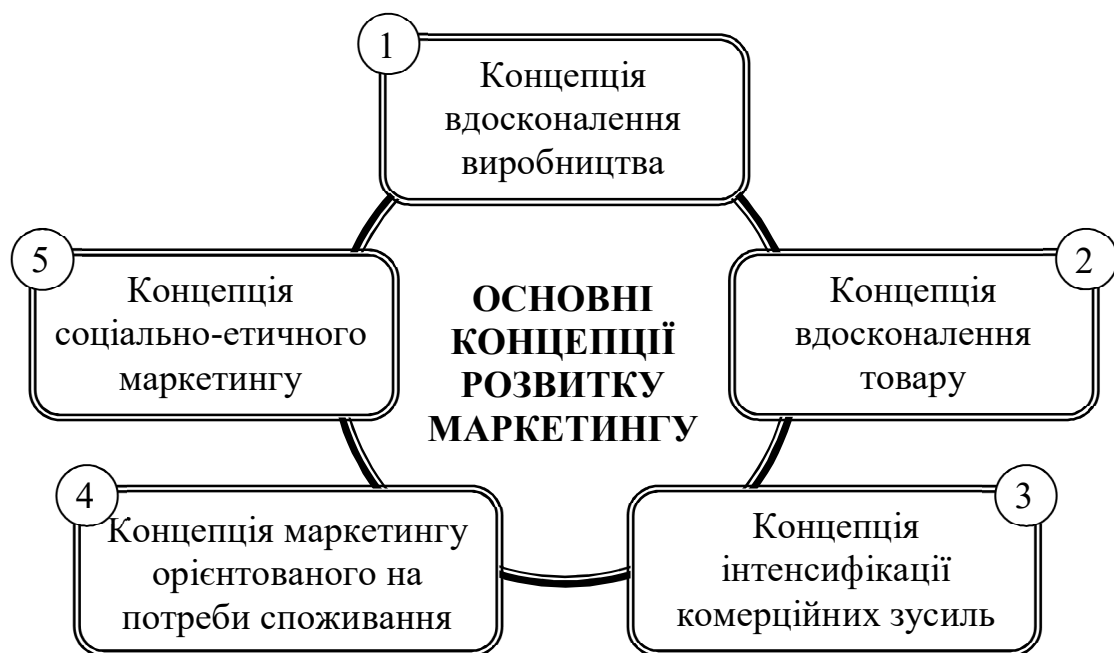 1
Концепція
вдосконалення
виробництва
2
Концепція
вдосконалення
товару
3
Концепція
інтенсифікації
комерційних зусиль
4
Концепція маркетингу
орієнтованого на
потреби споживання
5
Концепція
соціально-етичного
маркетингу
ОСНОВНІ
КОНЦЕПЦІЇ
РОЗВИТКУ
МАРКЕТИНГУ